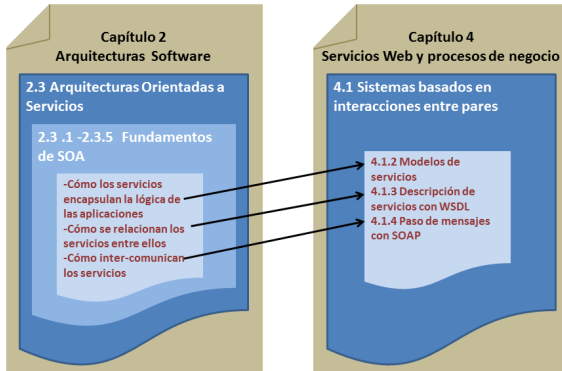 Capítulo 2
Arquitecturas Software
2.3 Arquitecturas Orientadas a
Servicios
2.3 .1 -2.3.5 Fundamentos
de SOA
-Cómo los servicios
encapsulan la lógica de
las aplicaciones
-Cómo se relacionan los
servicios entre ellos
-Cómo inter-comunican
los servicios
Capítulo 4
Servicios Web y procesos de negocio
4.1 Sistemas basados en
interacciones entre pares
4.1.2 Modelos de
servicios
4.1.3 Descripción de
servicios con WSDL
4.1.4 Paso de mensajes
con SOAP